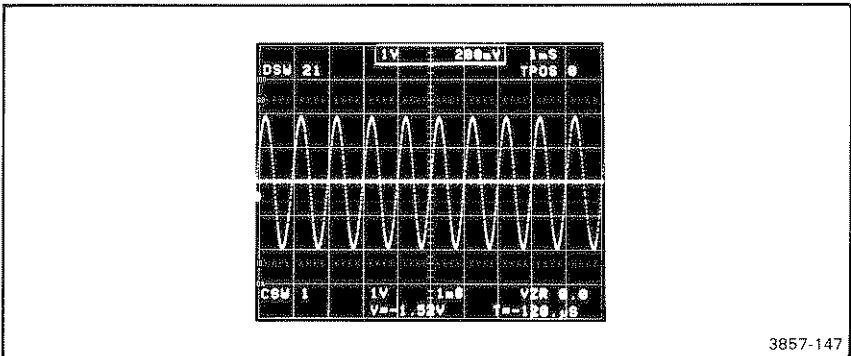 1V 200mV 1mS
DSW 21 TPOS 0
CSW 1 1V 1mS VZR 0.0
V=-1.52V T=-120.µS
3857-147